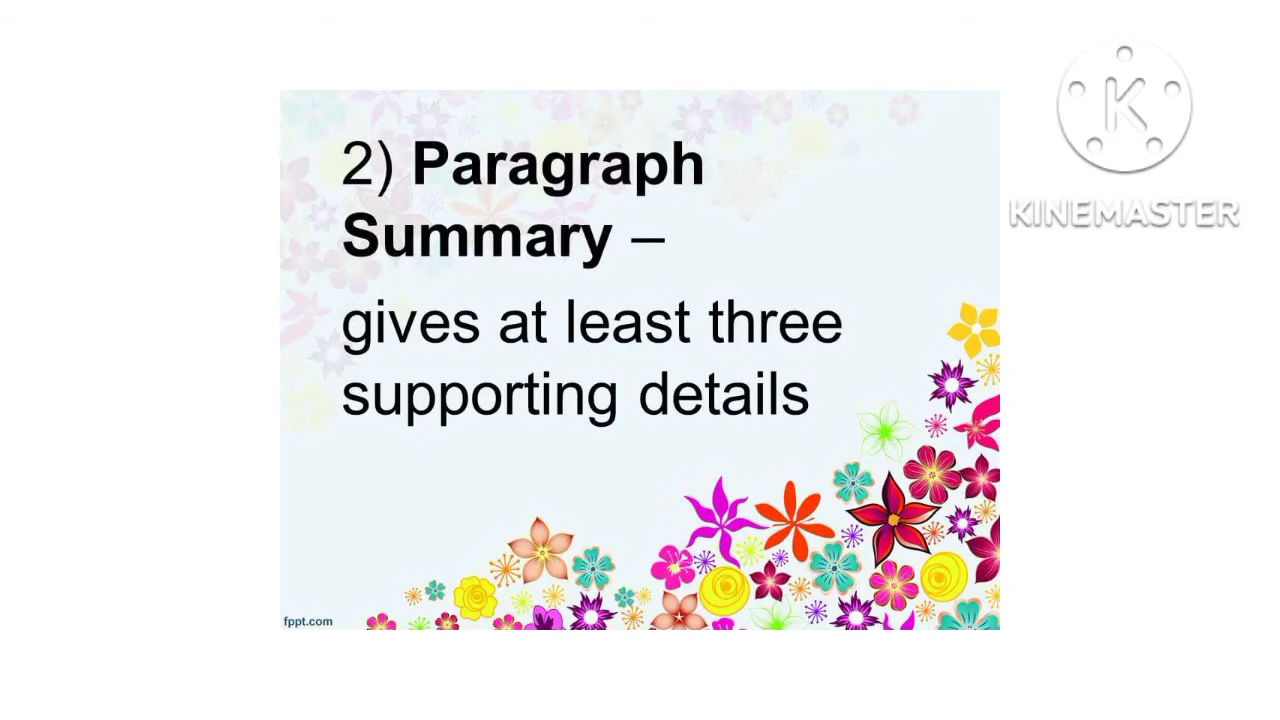 2) Paragraph
Summary –
gives at least three
supporting details
K
KINEMASTER
fppt.com